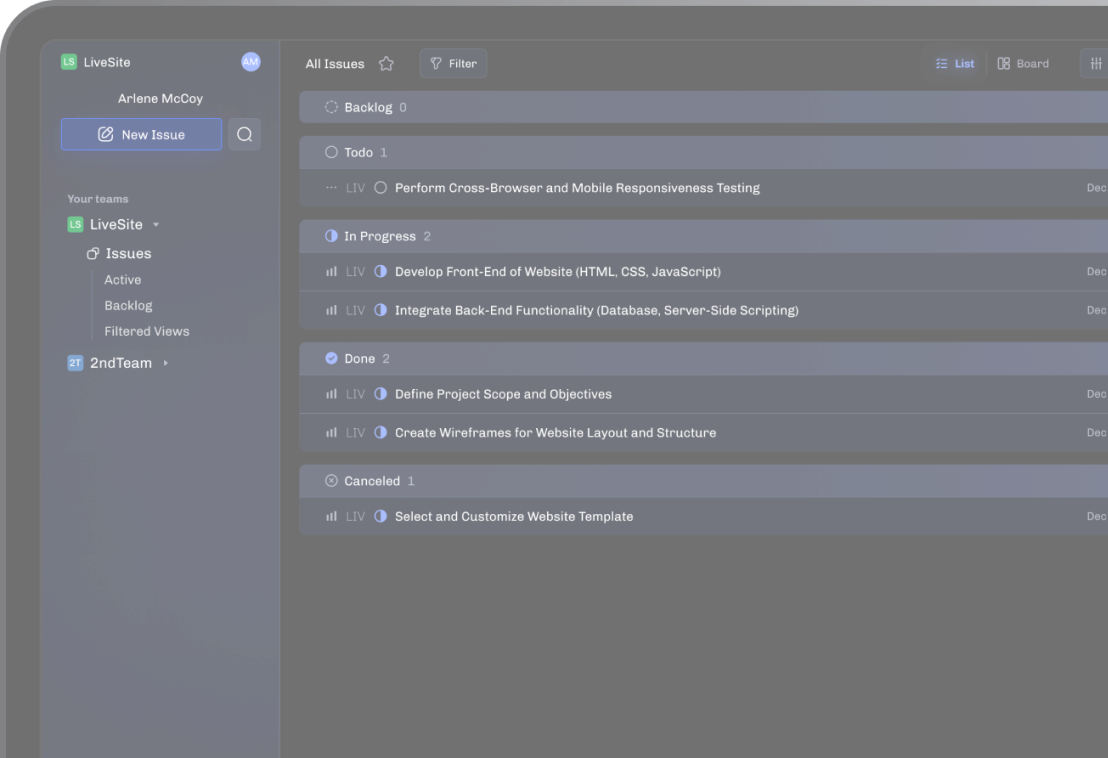 LS LiveSite AM
Arlene McCoy
New Issue
Your teams
LS LiveSite
Issues
Active
Backlog
Filtered Views
2T 2ndTeam
All Issues Filter List Board
Backlog 0
Todo 1
LIV Perform Cross-Browser and Mobile Responsiveness Testing Dec
In Progress 2
LIV Develop Front-End of Website (HTML, CSS, JavaScript) Dec
LIV Integrate Back-End Functionality (Database, Server-Side Scripting) Dec
Done 2
LIV Define Project Scope and Objectives Dec
LIV Create Wireframes for Website Layout and Structure Dec
Canceled 1
LIV Select and Customize Website Template Dec